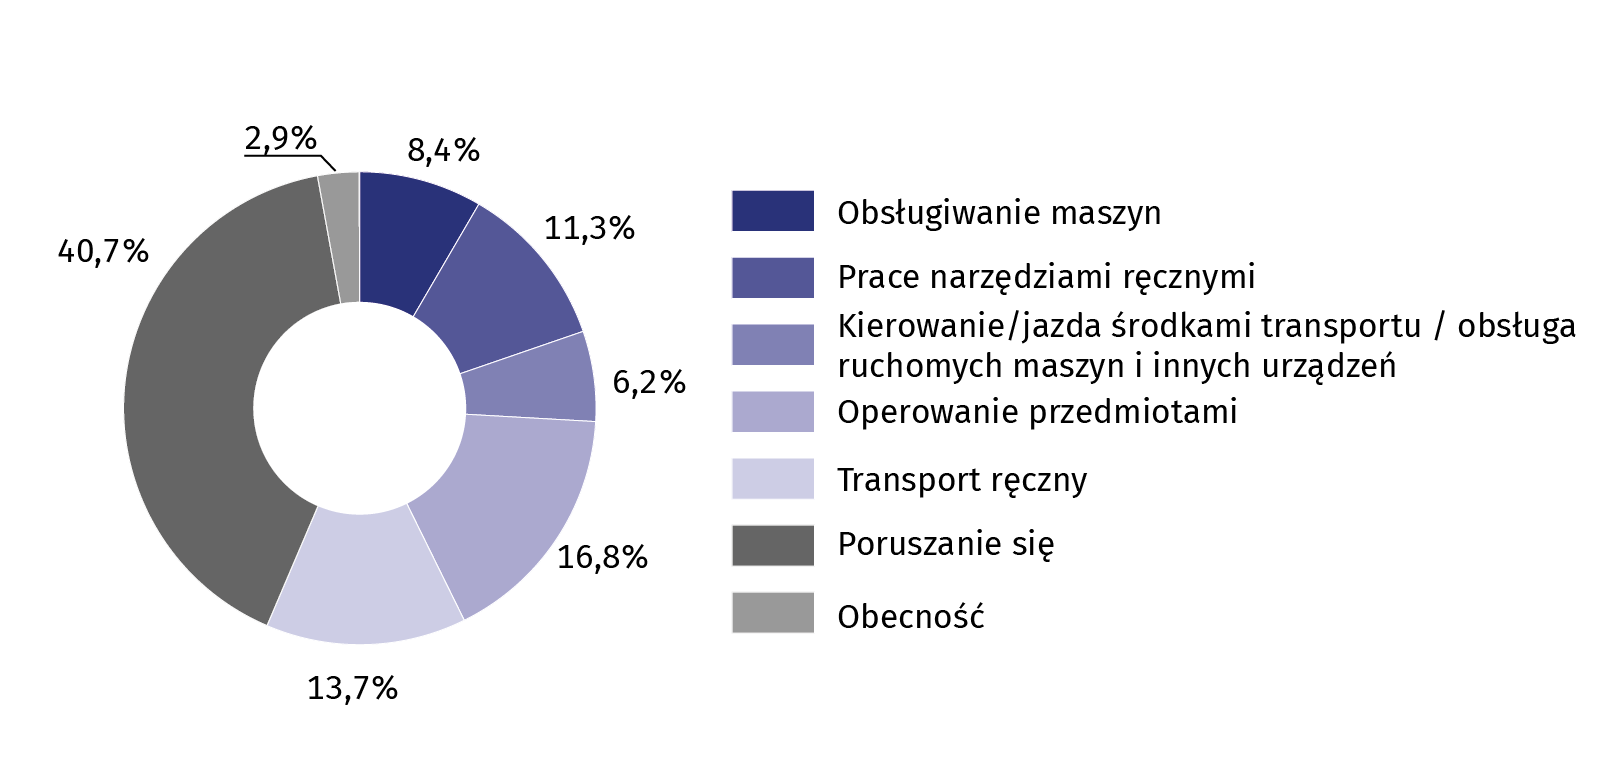 2,9%
8,4%
11,3%
40,7%
6,2%
16,8%
13,7%
Obsługiwanie maszyn
Prace narzędziami ręcznymi
Kierowanie/jazda środkami transportu / obsługa
ruchomych maszyn i innych urządzeń
Operowanie przedmiotami
Transport ręczny
Poruszanie się
Obecność